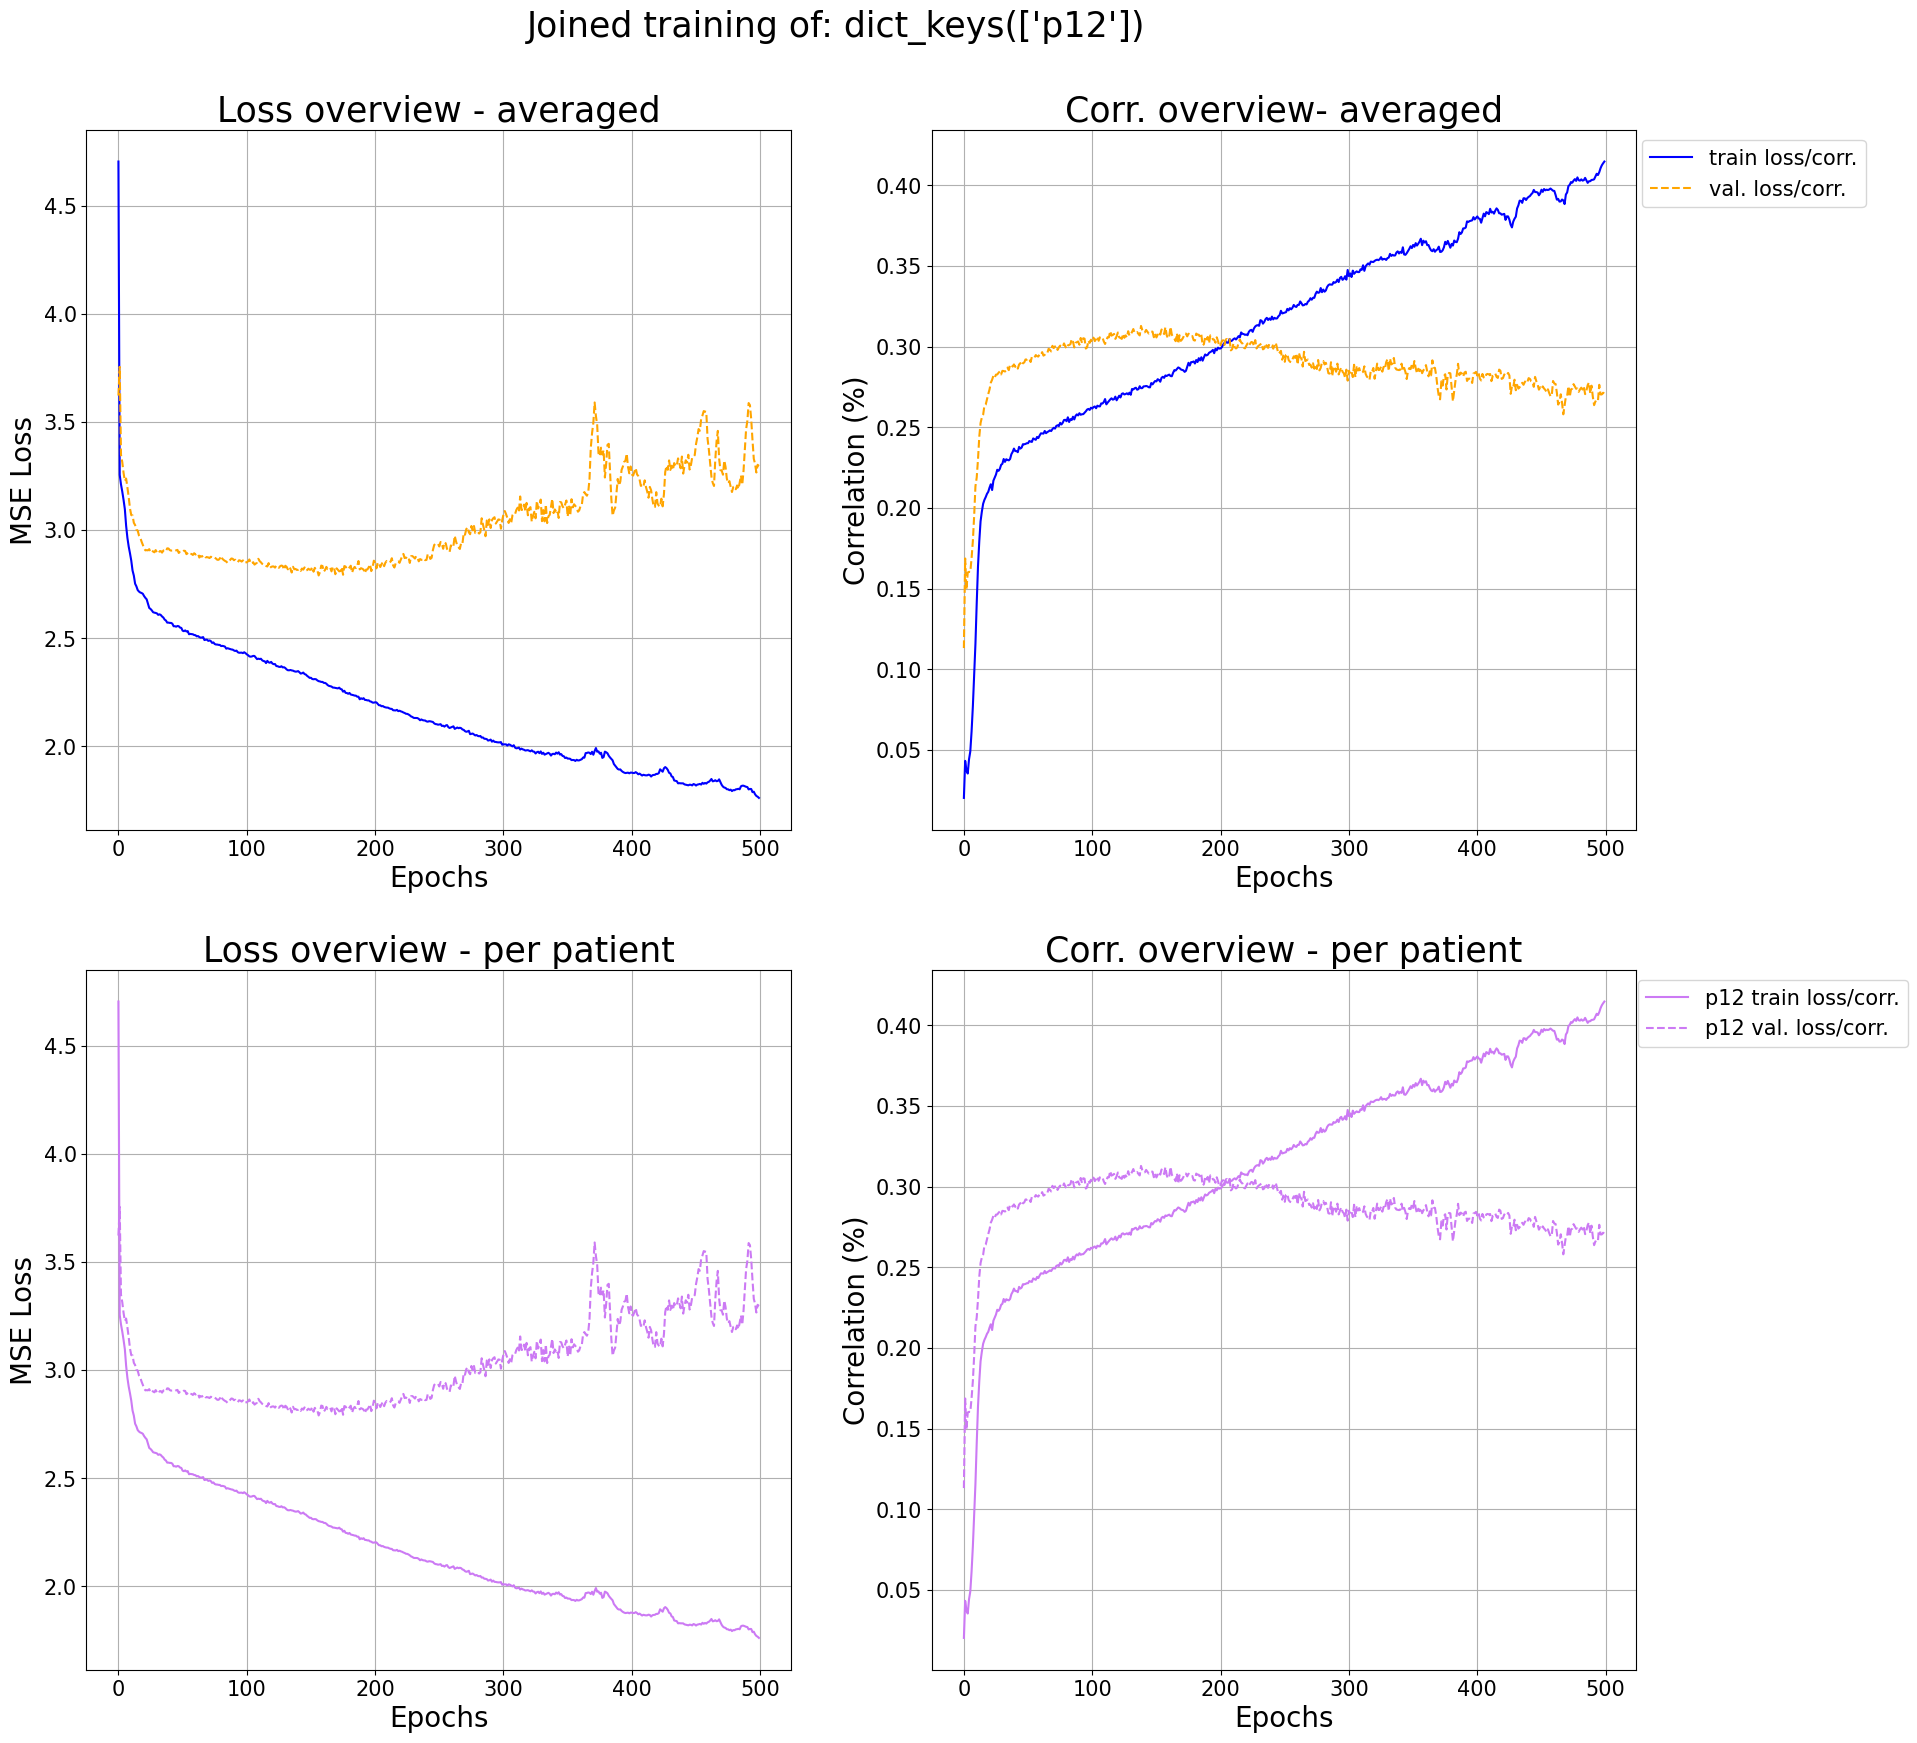 Joined training of: dict_keys(['p12'])
Loss overview - averaged
MSE Loss
4.5
4.0
3.5
3.0
2.5
2.0
0 100 200 300 400 500
Epochs
Corr. overview- averaged
Correlation (%)
0.40
0.35
0.30
0.25
0.20
0.15
0.10
0.05
0 100 200 300 400 500
Epochs
train loss/corr.
val. loss/corr.
Loss overview - per patient
MSE Loss
4.5
4.0
3.5
3.0
2.5
2.0
0 100 200 300 400 500
Epochs
Corr. overview - per patient
Correlation (%)
0.40
0.35
0.30
0.25
0.20
0.15
0.10
0.05
0 100 200 300 400 500
Epochs
p12 train loss/corr.
p12 val. loss/corr.